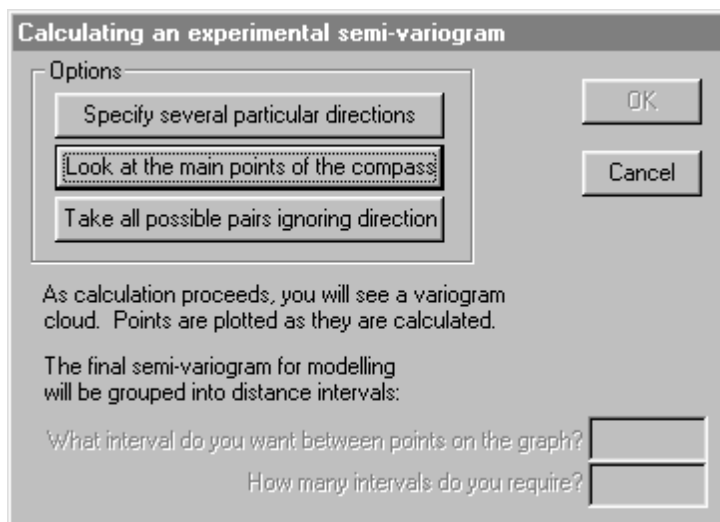 Calculating an experimental semi-variogram
Options
Specify several particular directions
Look at the main points of the compass
Take all possible pairs ignoring direction
OK
Cancel
As calculation proceeds, you will see a variogram
cloud. Points are plotted as they are calculated.
The final semi-variogram for modelling
will be grouped into distance intervals:
What interval do you want between points on the graph?
How many intervals do you require?